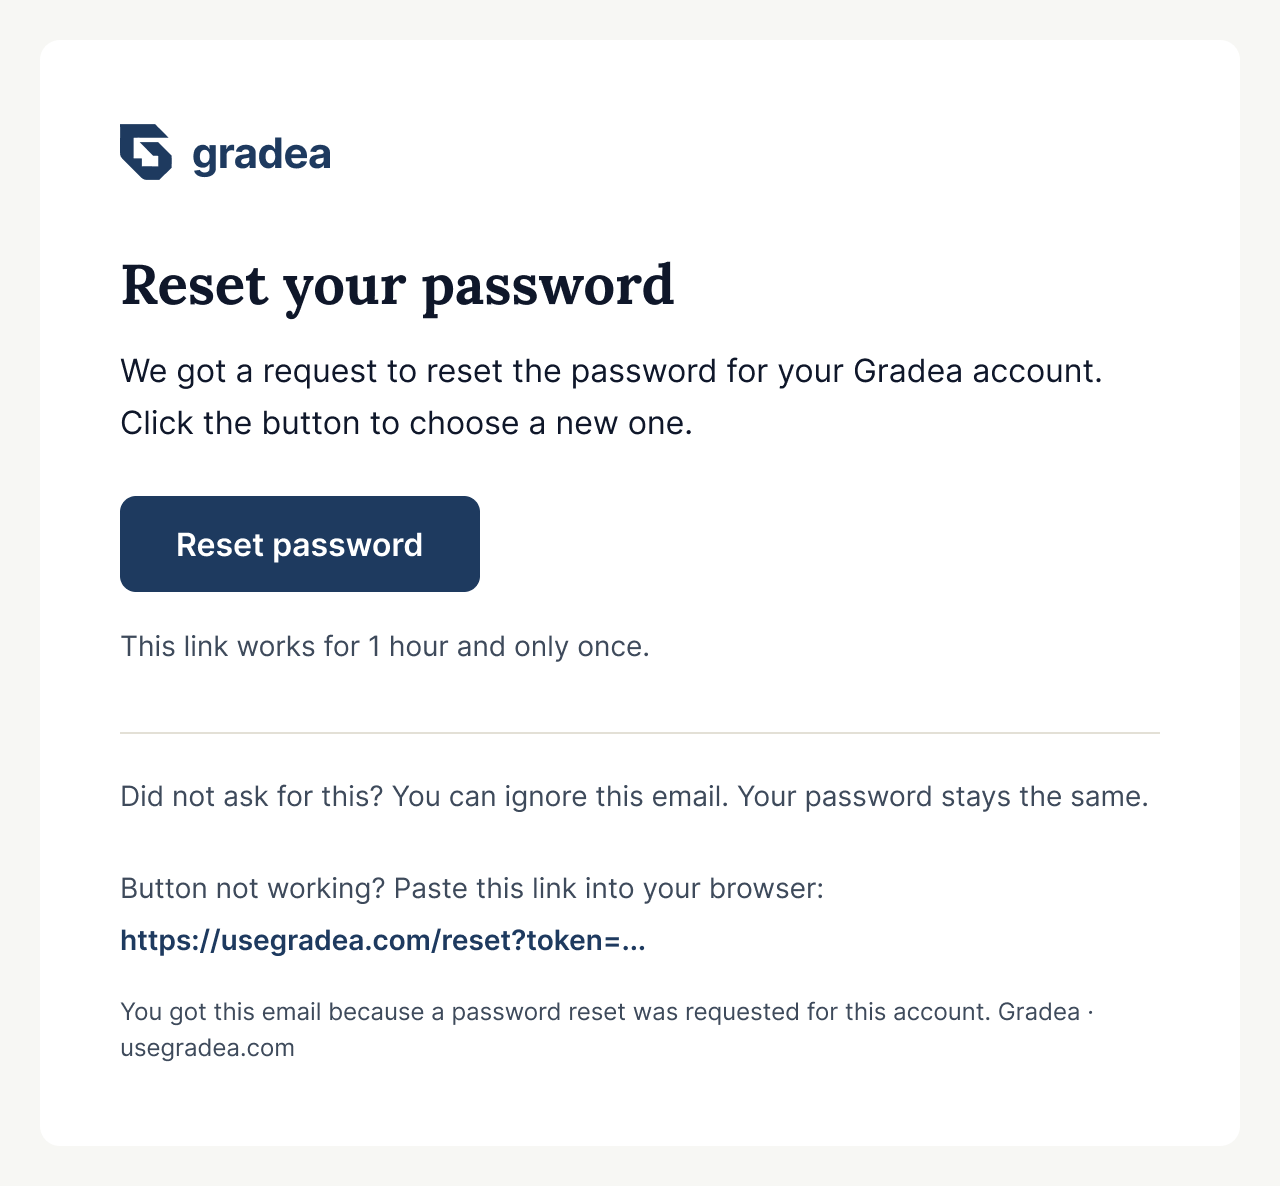 gradea
Reset your password
We got a request to reset the password for your Gradea account.
Click the button to choose a new one.
Reset password
This link works for 1 hour and only once.
Did not ask for this? You can ignore this email. Your password stays the same.
Button not working? Paste this link into your browser:
https://usegradea.com/reset?token=...
You got this email because a password reset was requested for this account. Gradea ·
usegradea.com